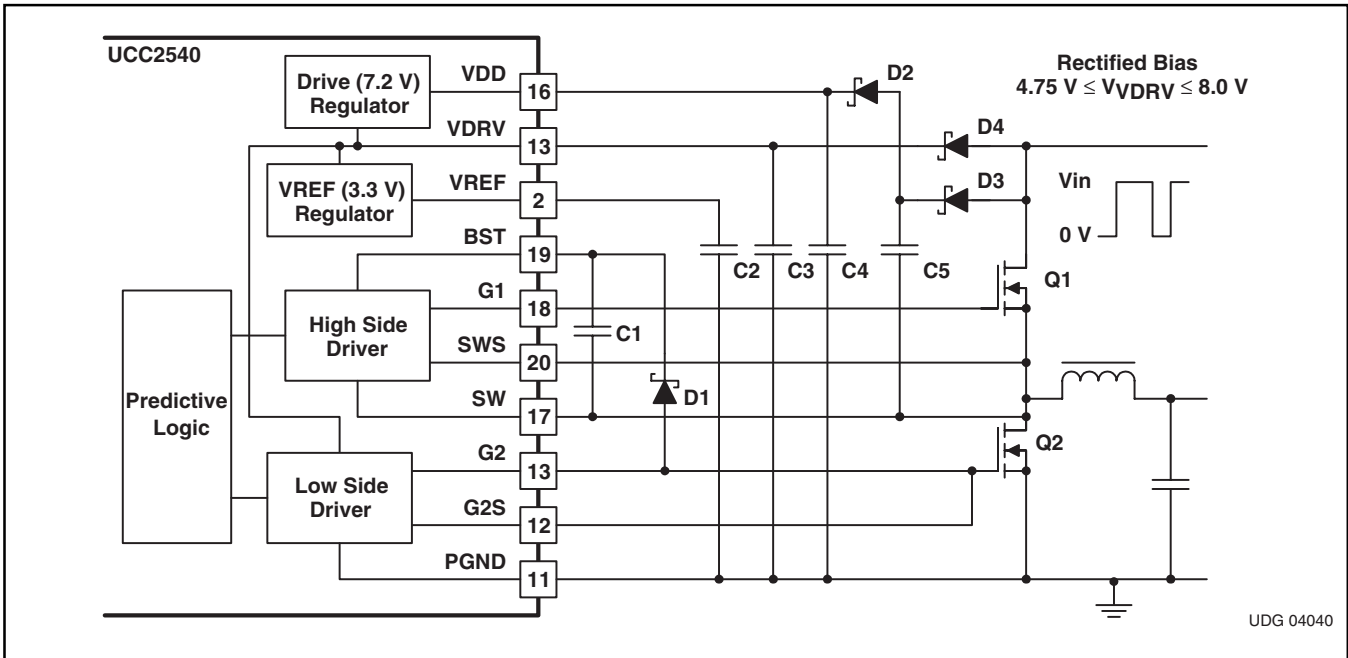 UCC2540
Drive (7.2 V)
Regulator
VREF (3.3 V)
Regulator
High Side
Driver
Predictive
Logic
Low Side
Driver
VDD
16
VDRV
13
VREF
2
BST
19
G1
18
SWS
20
SW
17
G2
13
G2S
12
PGND
11
C1
D1
C2
C3
C4
C5
D2
D4
D3
Rectified Bias
4.75 V ≤ VVDRV ≤ 8.0 V
Vin
0 V
Q1
Q2
UDG 04040